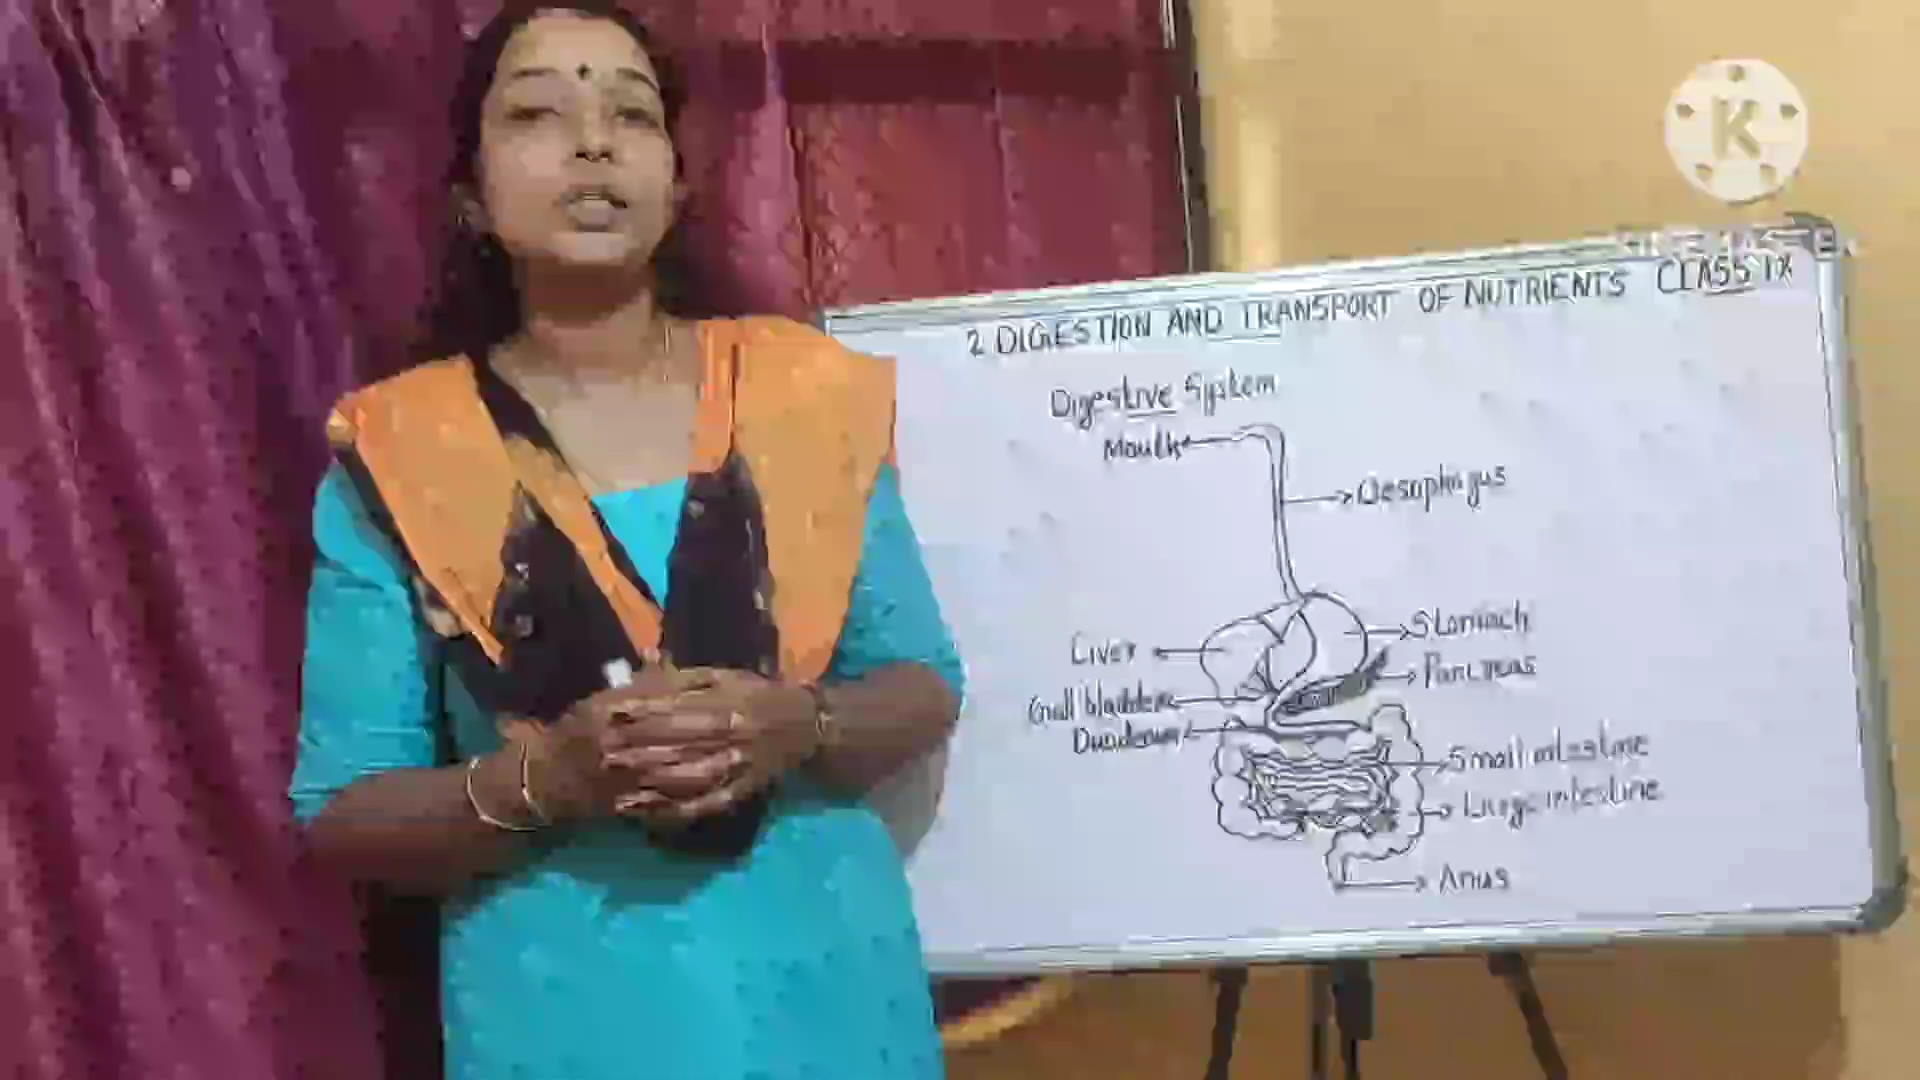 K
KINEMASTER
2 DIGESTION AND TRANSPORT OF NUTRIENTS CLASS IX
Digestive System
Mouth
Oesophagus
Liver
Stomach
Pancreas
Gall bladder
Duodenum
Small intestine
Large intestine
Anus